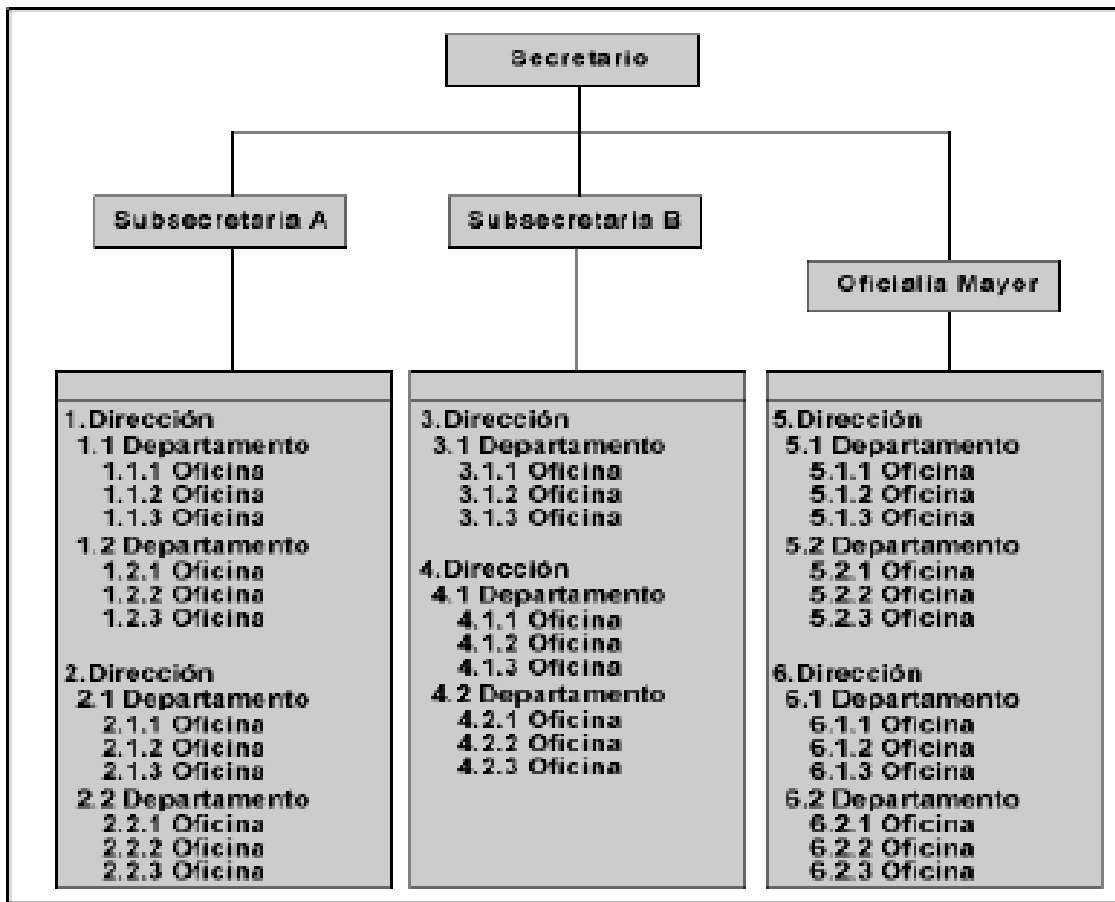 Secretario
Subsecretaria A
Subsecretaria B
Oficialía Mayor
1.Dirección
1.1 Departamento
1.1.1 Oficina
1.1.2 Oficina
1.1.3 Oficina
1.2 Departamento
1.2.1 Oficina
1.2.2 Oficina
1.2.3 Oficina
2.Dirección
2.1 Departamento
2.1.1 Oficina
2.1.2 Oficina
2.1.3 Oficina
2.2 Departamento
2.2.1 Oficina
2.2.2 Oficina
2.2.3 Oficina
3.Dirección
3.1 Departamento
3.1.1 Oficina
3.1.2 Oficina
3.1.3 Oficina
4.Dirección
4.1 Departamento
4.1.1 Oficina
4.1.2 Oficina
4.1.3 Oficina
4.2 Departamento
4.2.1 Oficina
4.2.2 Oficina
4.2.3 Oficina
5.Dirección
5.1 Departamento
5.1.1 Oficina
5.1.2 Oficina
5.1.3 Oficina
5.2 Departamento
5.2.1 Oficina
5.2.2 Oficina
5.2.3 Oficina
6.Dirección
6.1 Departamento
6.1.1 Oficina
6.1.2 Oficina
6.1.3 Oficina
6.2 Departamento
6.2.1 Oficina
6.2.2 Oficina
6.2.3 Oficina